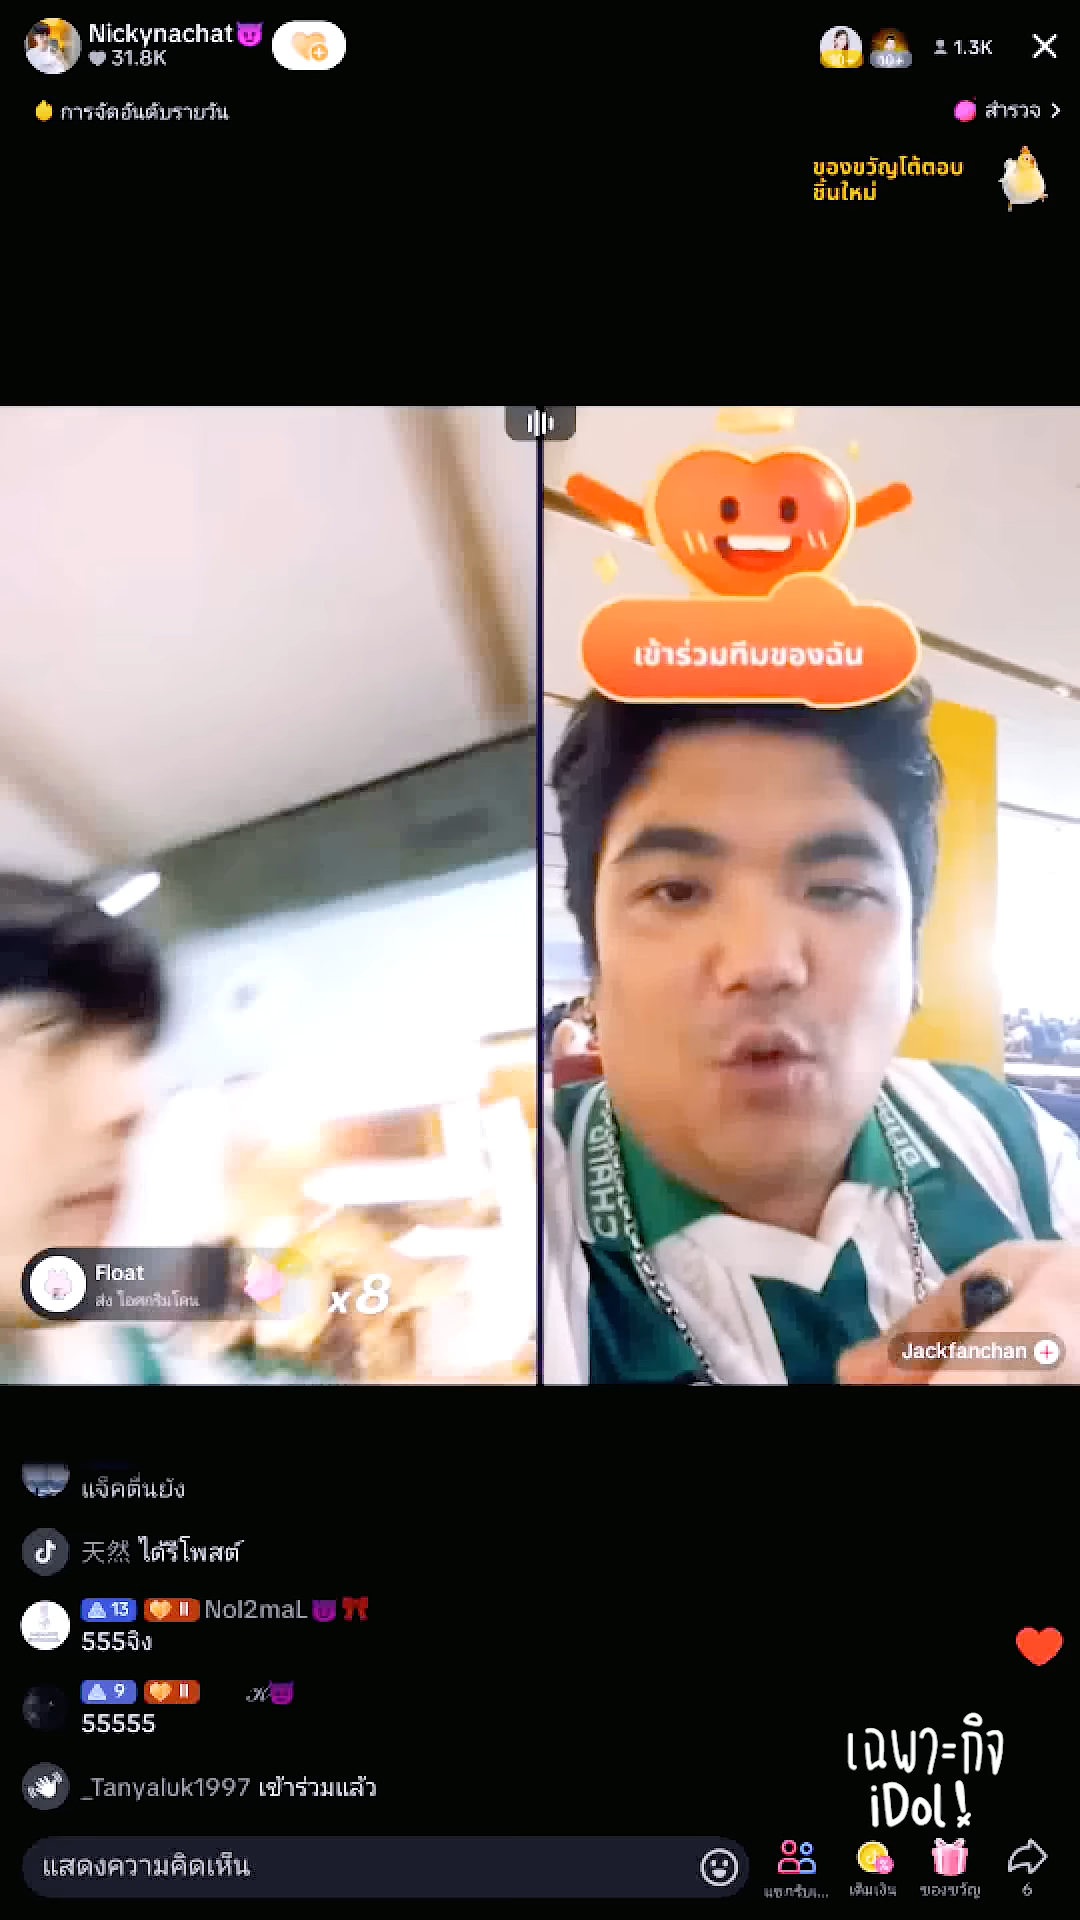 Nickynachat
31.8K
1.3K
การจัดอันดับรายวัน
สำรวจ
ของขวัญโต้ตอบ
ชิ้นใหม่
เข้าร่วมทีมของฉัน
Float
ส่ง ไอศกรีมโคน
x8
Jackfanchan
แจ็คตื่นยัง
天然 ได้รีโพสต์
13 II Nol2maL
555จิง
9 II 𝒦
55555
_Tanyaluk1997 เข้าร่วมแล้ว
เฉพาะกิจ
iDol!
แสดงความคิดเห็น
เติมเงิน
ของขวัญ
6